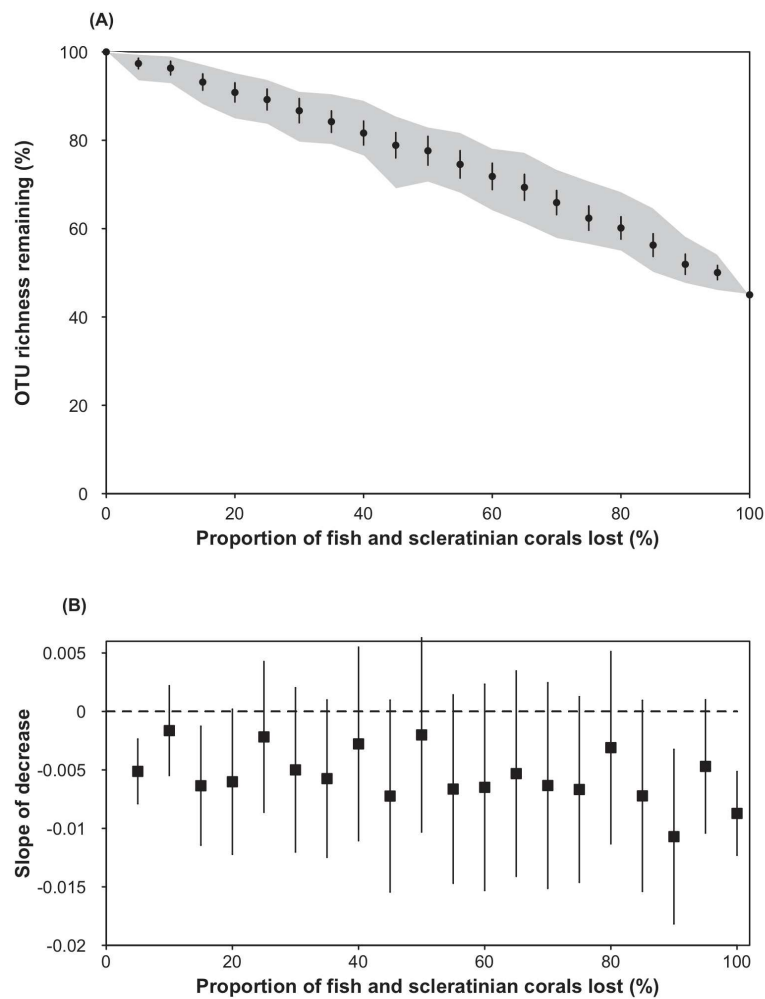 (A)
100
80
60
40
20
0
OTU richness remaining (%)
0 20 40 60 80 100
Proportion of fish and scleratinian corals lost (%)
(B)
0.005
0
-0.005
-0.01
-0.015
-0.02
Slope of decrease
0 20 40 60 80 100
Proportion of fish and scleratinian corals lost (%)